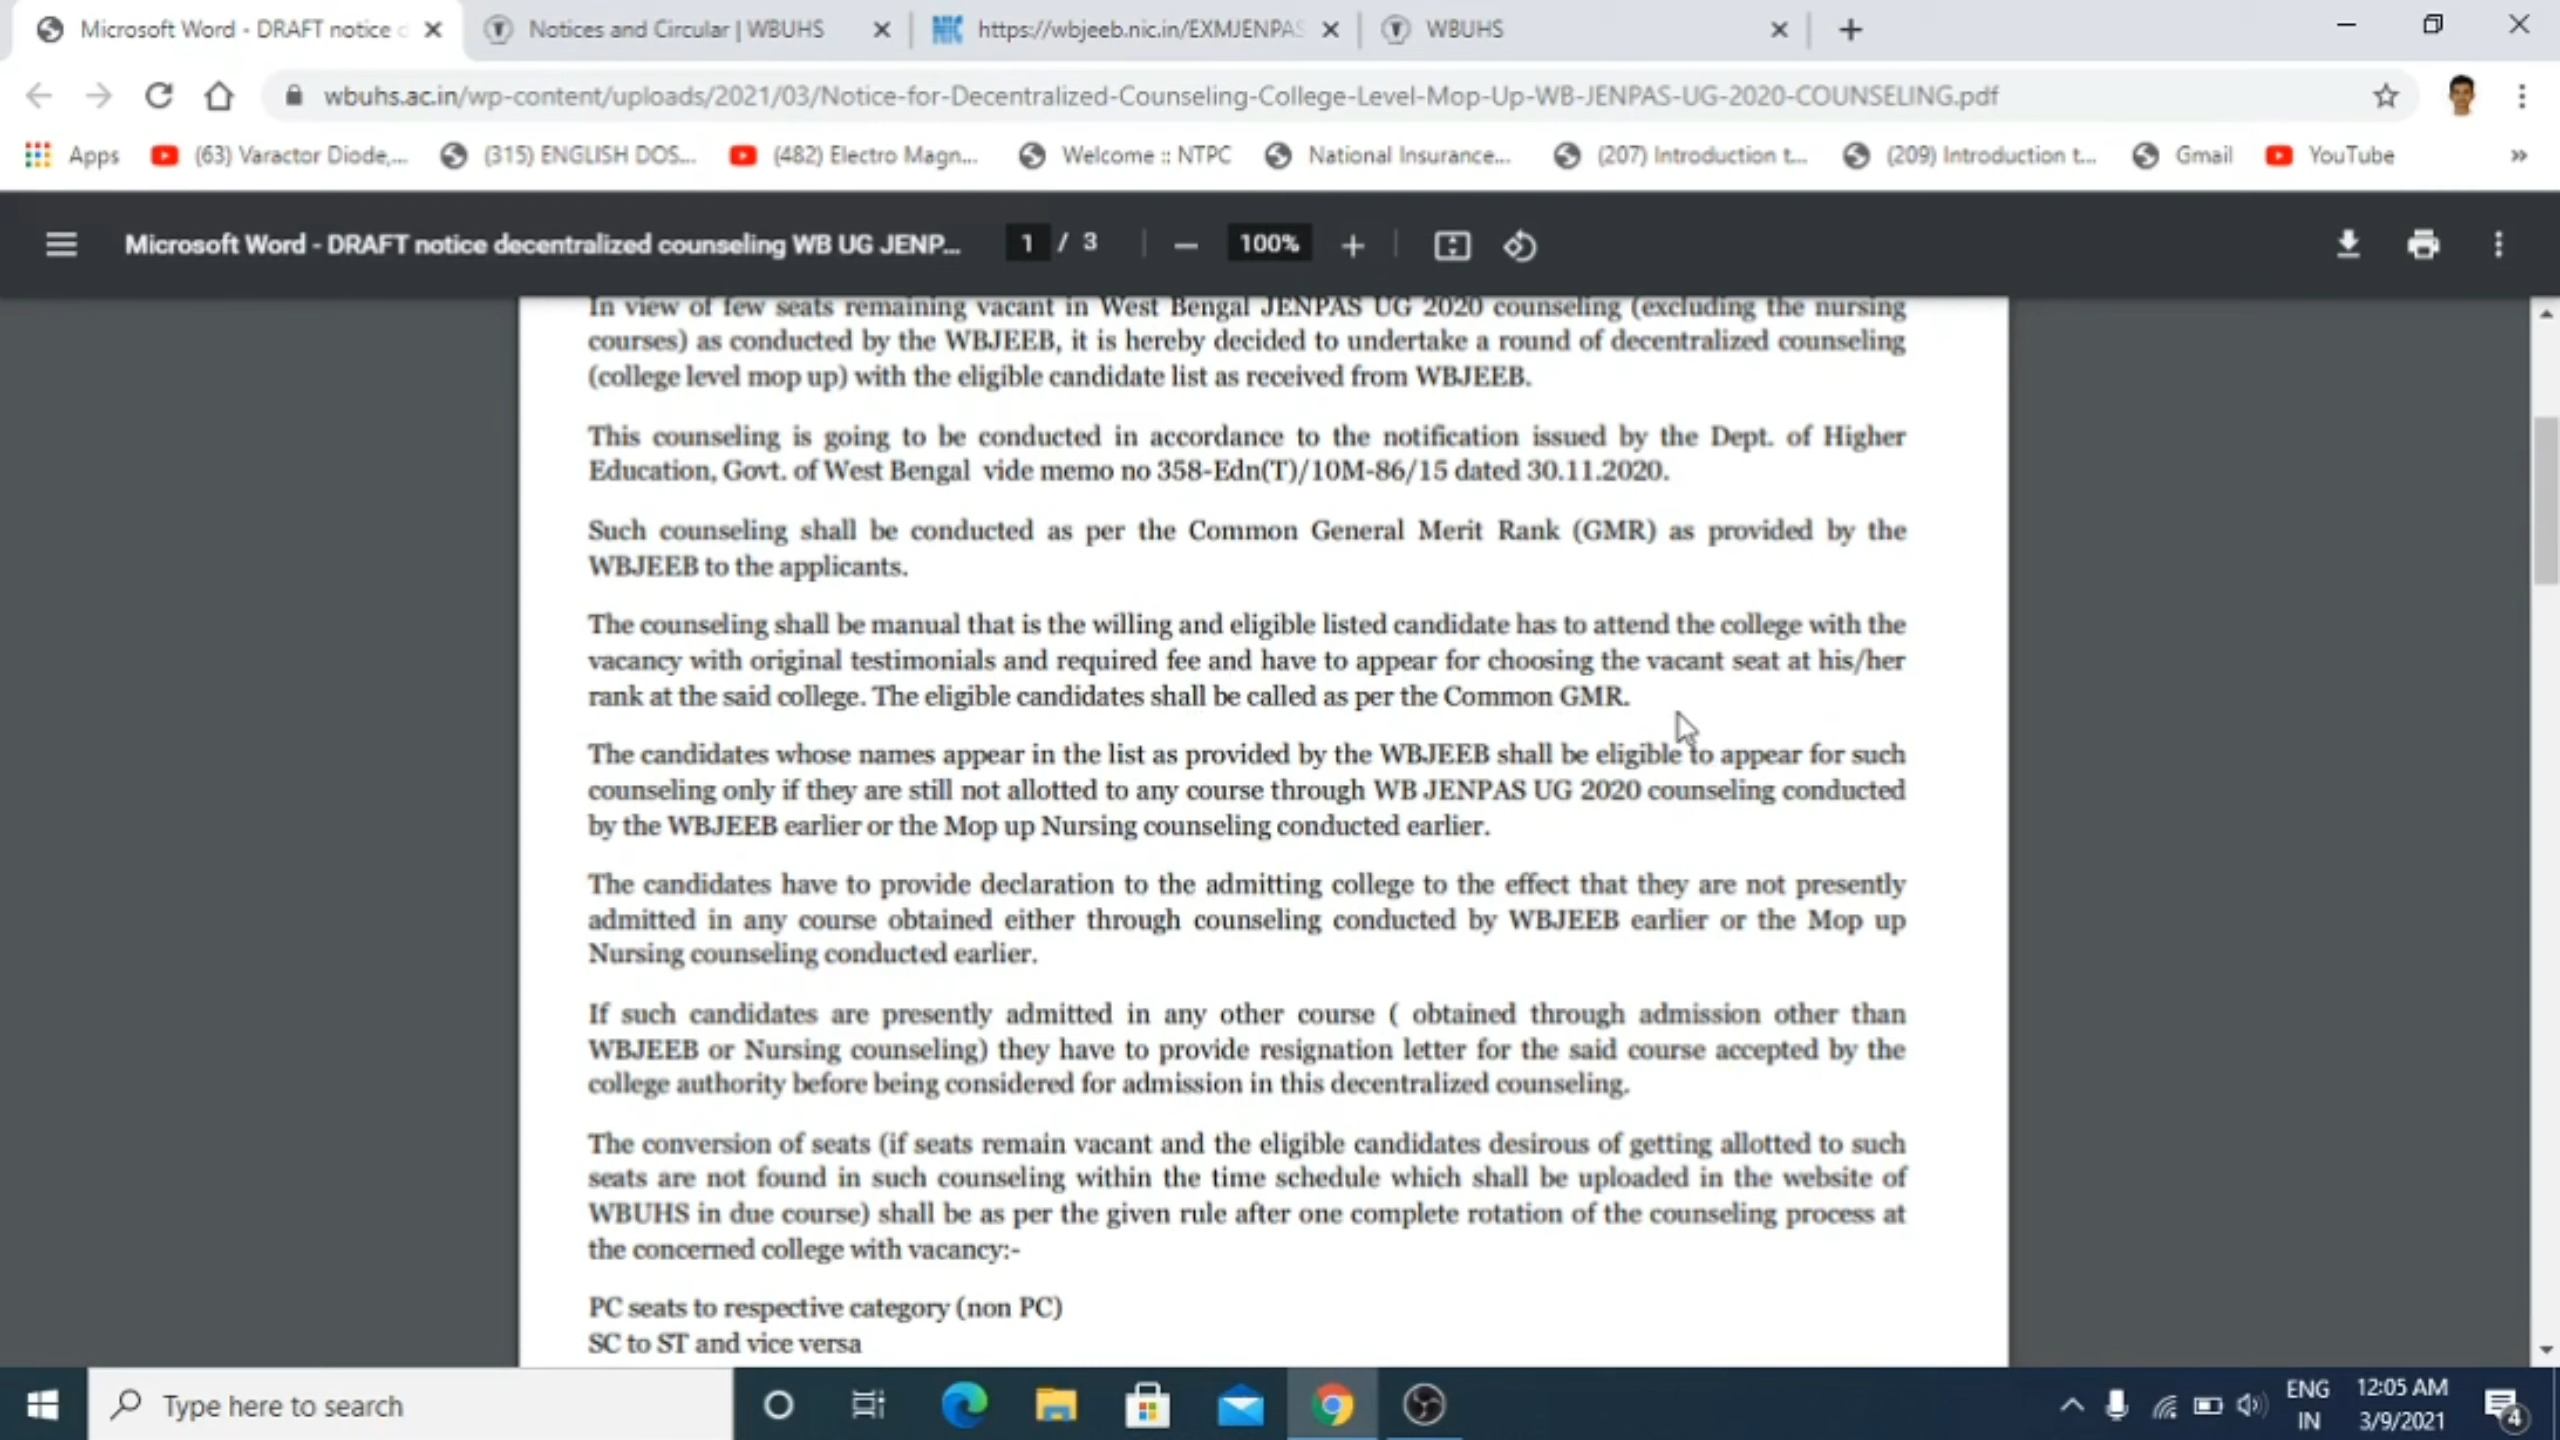 Microsoft Word - DRAFT notice
Notices and Circular | WBUHS
https://wbjeeb.nic.in/EXMJENPAS
WBUHS
wbuhs.ac.in/wp-content/uploads/2021/03/Notice-for-Decentralized-Counseling-College-Level-Mop-Up-WB-JENPAS-UG-2020-COUNSELING.pdf
Apps
(63) Varactor Diode,...
(315) ENGLISH DOS...
(482) Electro Magn...
Welcome :: NTPC
National Insurance...
(207) Introduction t...
(209) Introduction t...
Gmail
YouTube
»
Microsoft Word - DRAFT notice decentralized counseling WB UG JENP...
1 / 3
100%
In view of few seats remaining vacant in West Bengal JENPAS UG 2020 counseling (excluding the nursing
courses) as conducted by the WBJEEB, it is hereby decided to undertake a round of decentralized counseling
(college level mop up) with the eligible candidate list as received from WBJEEB.
This counseling is going to be conducted in accordance to the notification issued by the Dept. of Higher
Education, Govt. of West Bengal vide memo no 358-Edn(T)/10M-86/15 dated 30.11.2020.
Such counseling shall be conducted as per the Common General Merit Rank (GMR) as provided by the
WBJEEB to the applicants.
The counseling shall be manual that is the willing and eligible listed candidate has to attend the college with the
vacancy with original testimonials and required fee and have to appear for choosing the vacant seat at his/her
rank at the said college. The eligible candidates shall be called as per the Common GMR.
The candidates whose names appear in the list as provided by the WBJEEB shall be eligible to appear for such
counseling only if they are still not allotted to any course through WB JENPAS UG 2020 counseling conducted
by the WBJEEB earlier or the Mop up Nursing counseling conducted earlier.
The candidates have to provide declaration to the admitting college to the effect that they are not presently
admitted in any course obtained either through counseling conducted by WBJEEB earlier or the Mop up
Nursing counseling conducted earlier.
If such candidates are presently admitted in any other course ( obtained through admission other than
WBJEEB or Nursing counseling) they have to provide resignation letter for the said course accepted by the
college authority before being considered for admission in this decentralized counseling.
The conversion of seats (if seats remain vacant and the eligible candidates desirous of getting allotted to such
seats are not found in such counseling within the time schedule which shall be uploaded in the website of
WBUHS in due course) shall be as per the given rule after one complete rotation of the counseling process at
the concerned college with vacancy:-
PC seats to respective category (non PC)
SC to ST and vice versa
Type here to search
ENG
IN
12:05 AM
3/9/2021
4